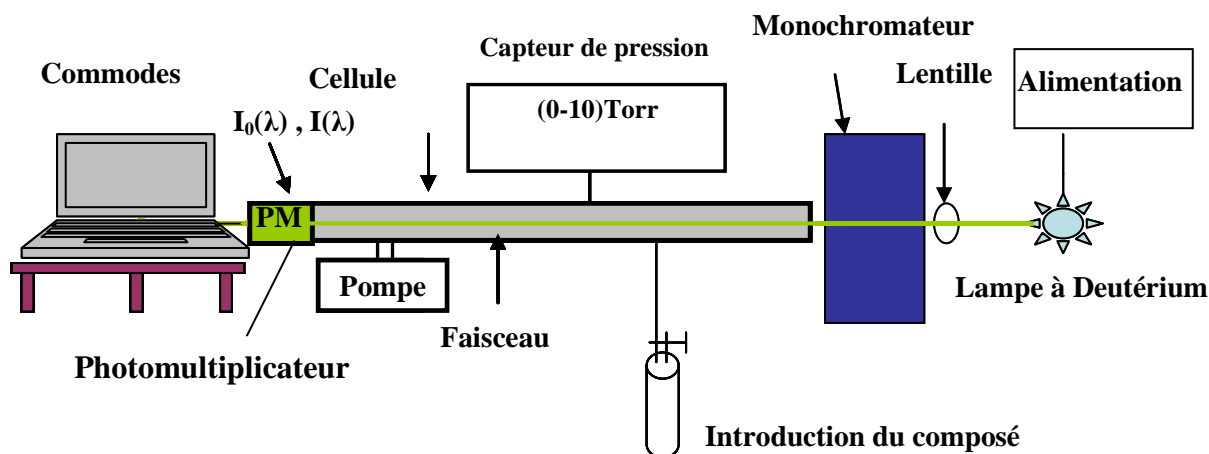 Monochromateur
Capteur de pression
Commodes
Cellule
Lentille
Alimentation
I₀(λ) , I(λ)
(0-10)Torr
PM
Pompe
Lampe à Deutérium
Faisceau
Photomultiplicateur
Introduction du composé